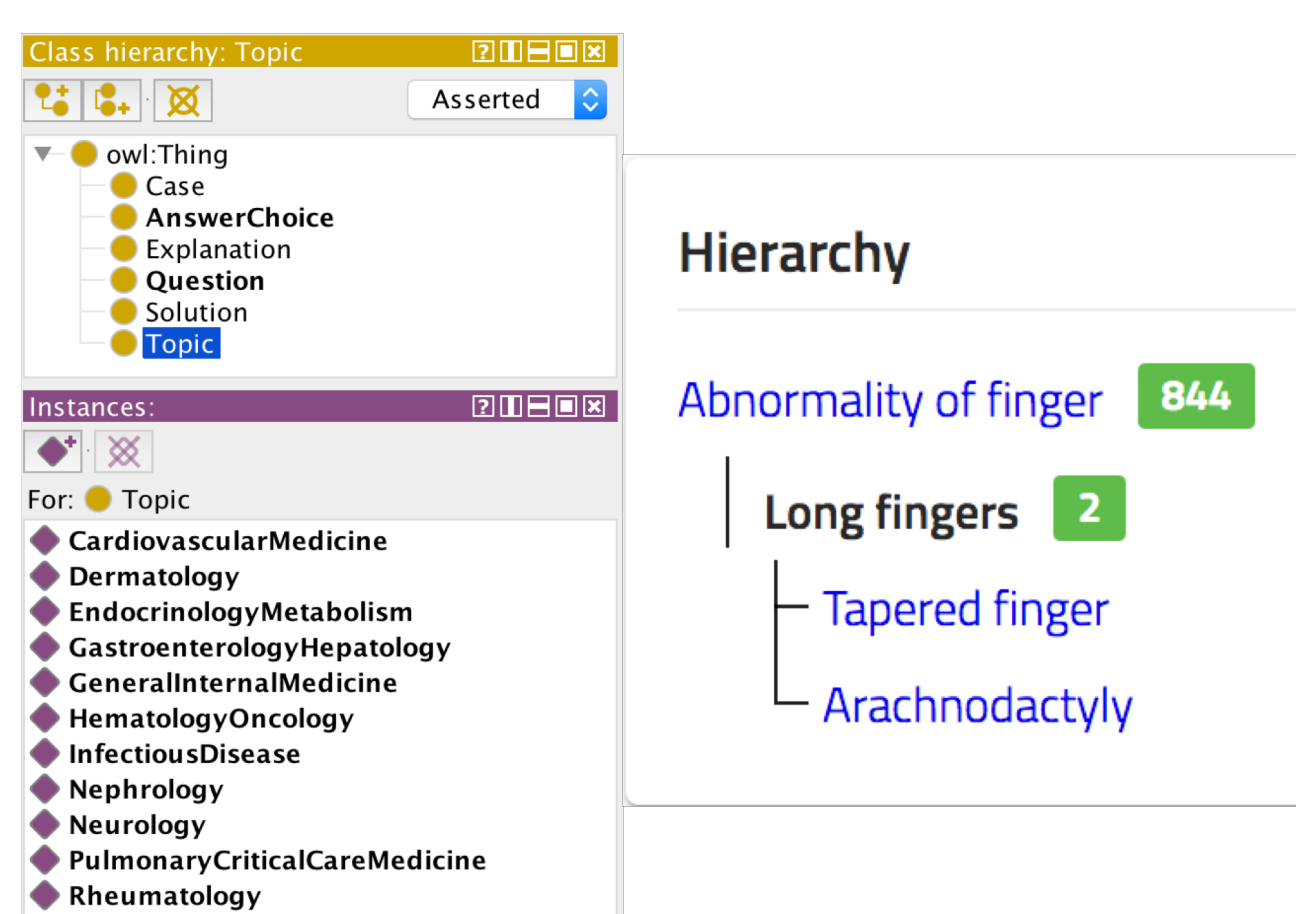 Class hierarchy: Topic
Asserted
owl:Thing
Case
AnswerChoice
Explanation
Question
Solution
Topic
Instances:
For: Topic
CardiovascularMedicine
Dermatology
EndocrinologyMetabolism
GastroenterologyHepatology
GeneralInternalMedicine
HematologyOncology
InfectiousDisease
Nephrology
Neurology
PulmonaryCriticalCareMedicine
Rheumatology
Hierarchy
Abnormality of finger 844
Long fingers 2
Tapered finger
Arachnodactyly